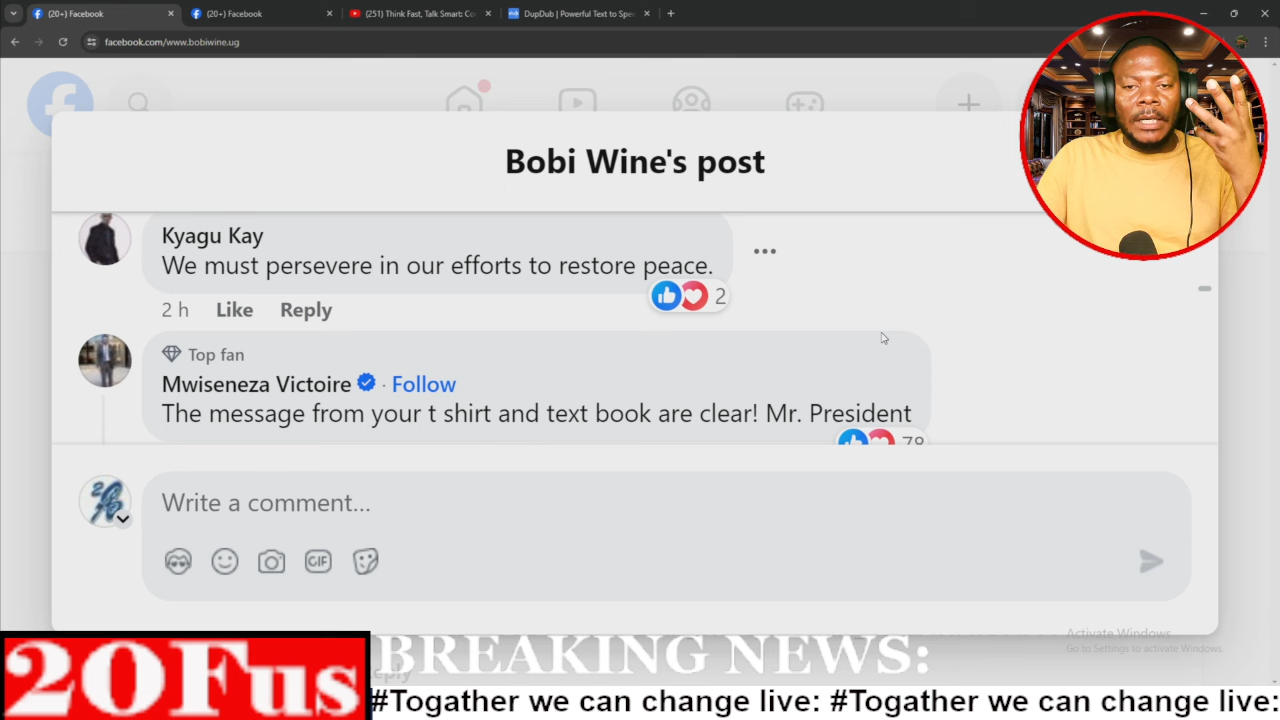 (20+) Facebook
(20+) Facebook
(251) Think Fast, Talk Smart: Co
DupDub | Powerful Text to Spee
facebook.com/www.bobiwine.ug
Bobi Wine's post
Kyagu Kay
We must persevere in our efforts to restore peace.
2
2 h Like Reply
Top fan
Mwiseneza Victoire · Follow
The message from your t shirt and text book are clear! Mr. President
78
Write a comment...
GIF
Activate Windows
Go to Settings to activate Windows.
20Fus
BREAKING NEWS:
#Togather we can change live: #Togather we can change live: